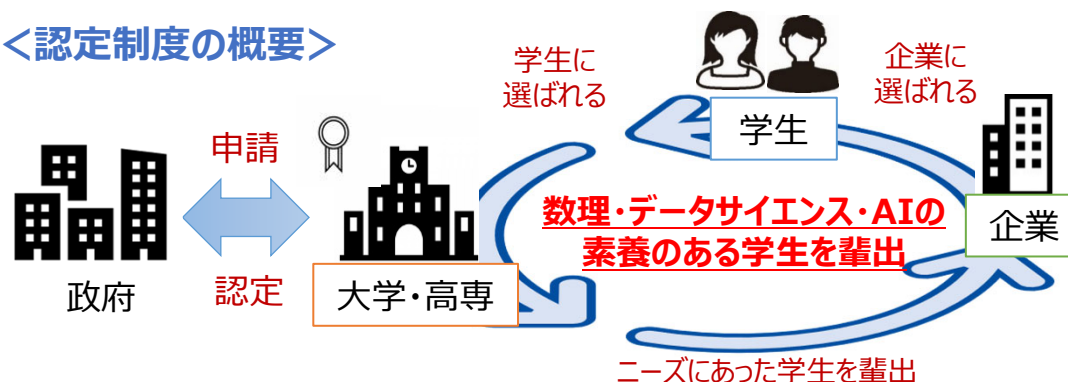 ＜認定制度の概要＞
学生に
選ばれる
企業に
選ばれる
学生
申請
数理・データサイエンス・AIの
素養のある学生を輩出
企業
認定
政府
大学・高専
ニーズにあった学生を輩出